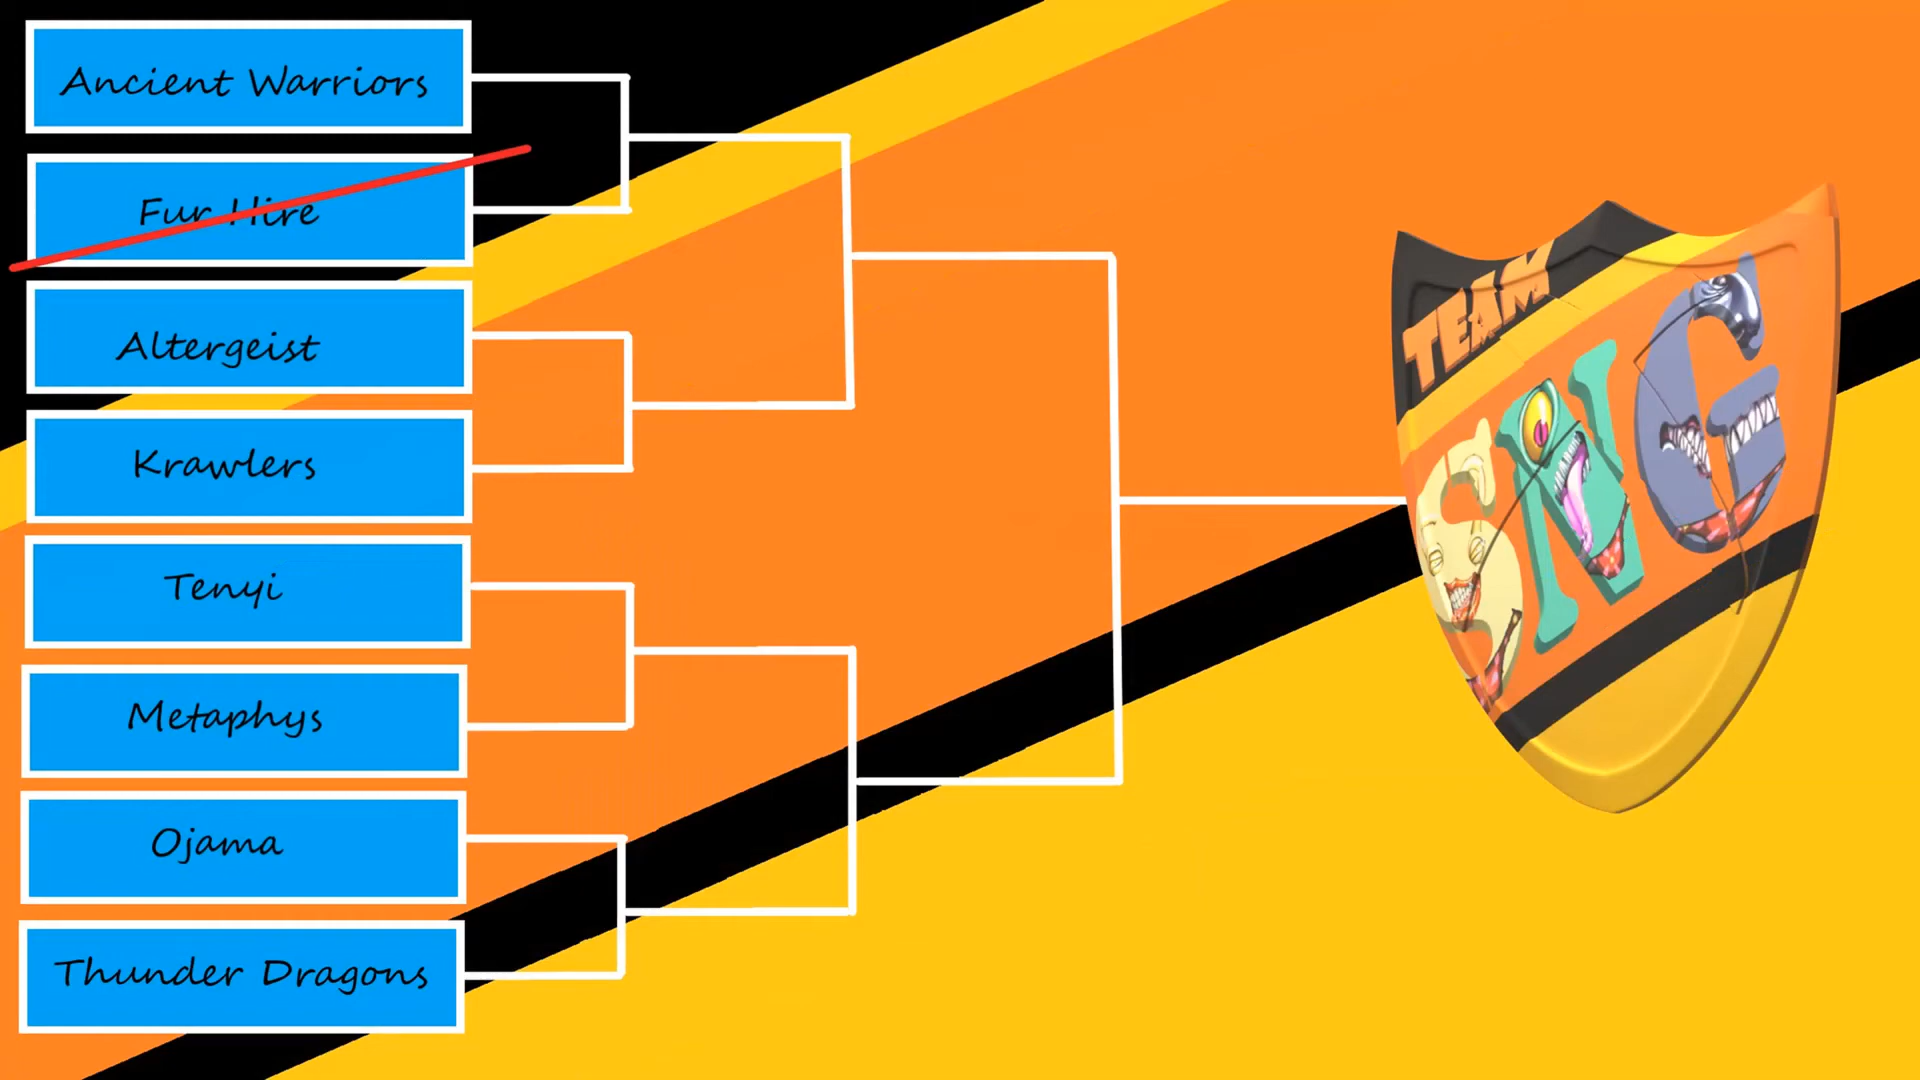 Ancient Warriors
Fur Hire
Altergeist
Krawlers
Tenyi
Metaphys
Ojama
Thunder Dragons
TEAM
SNG